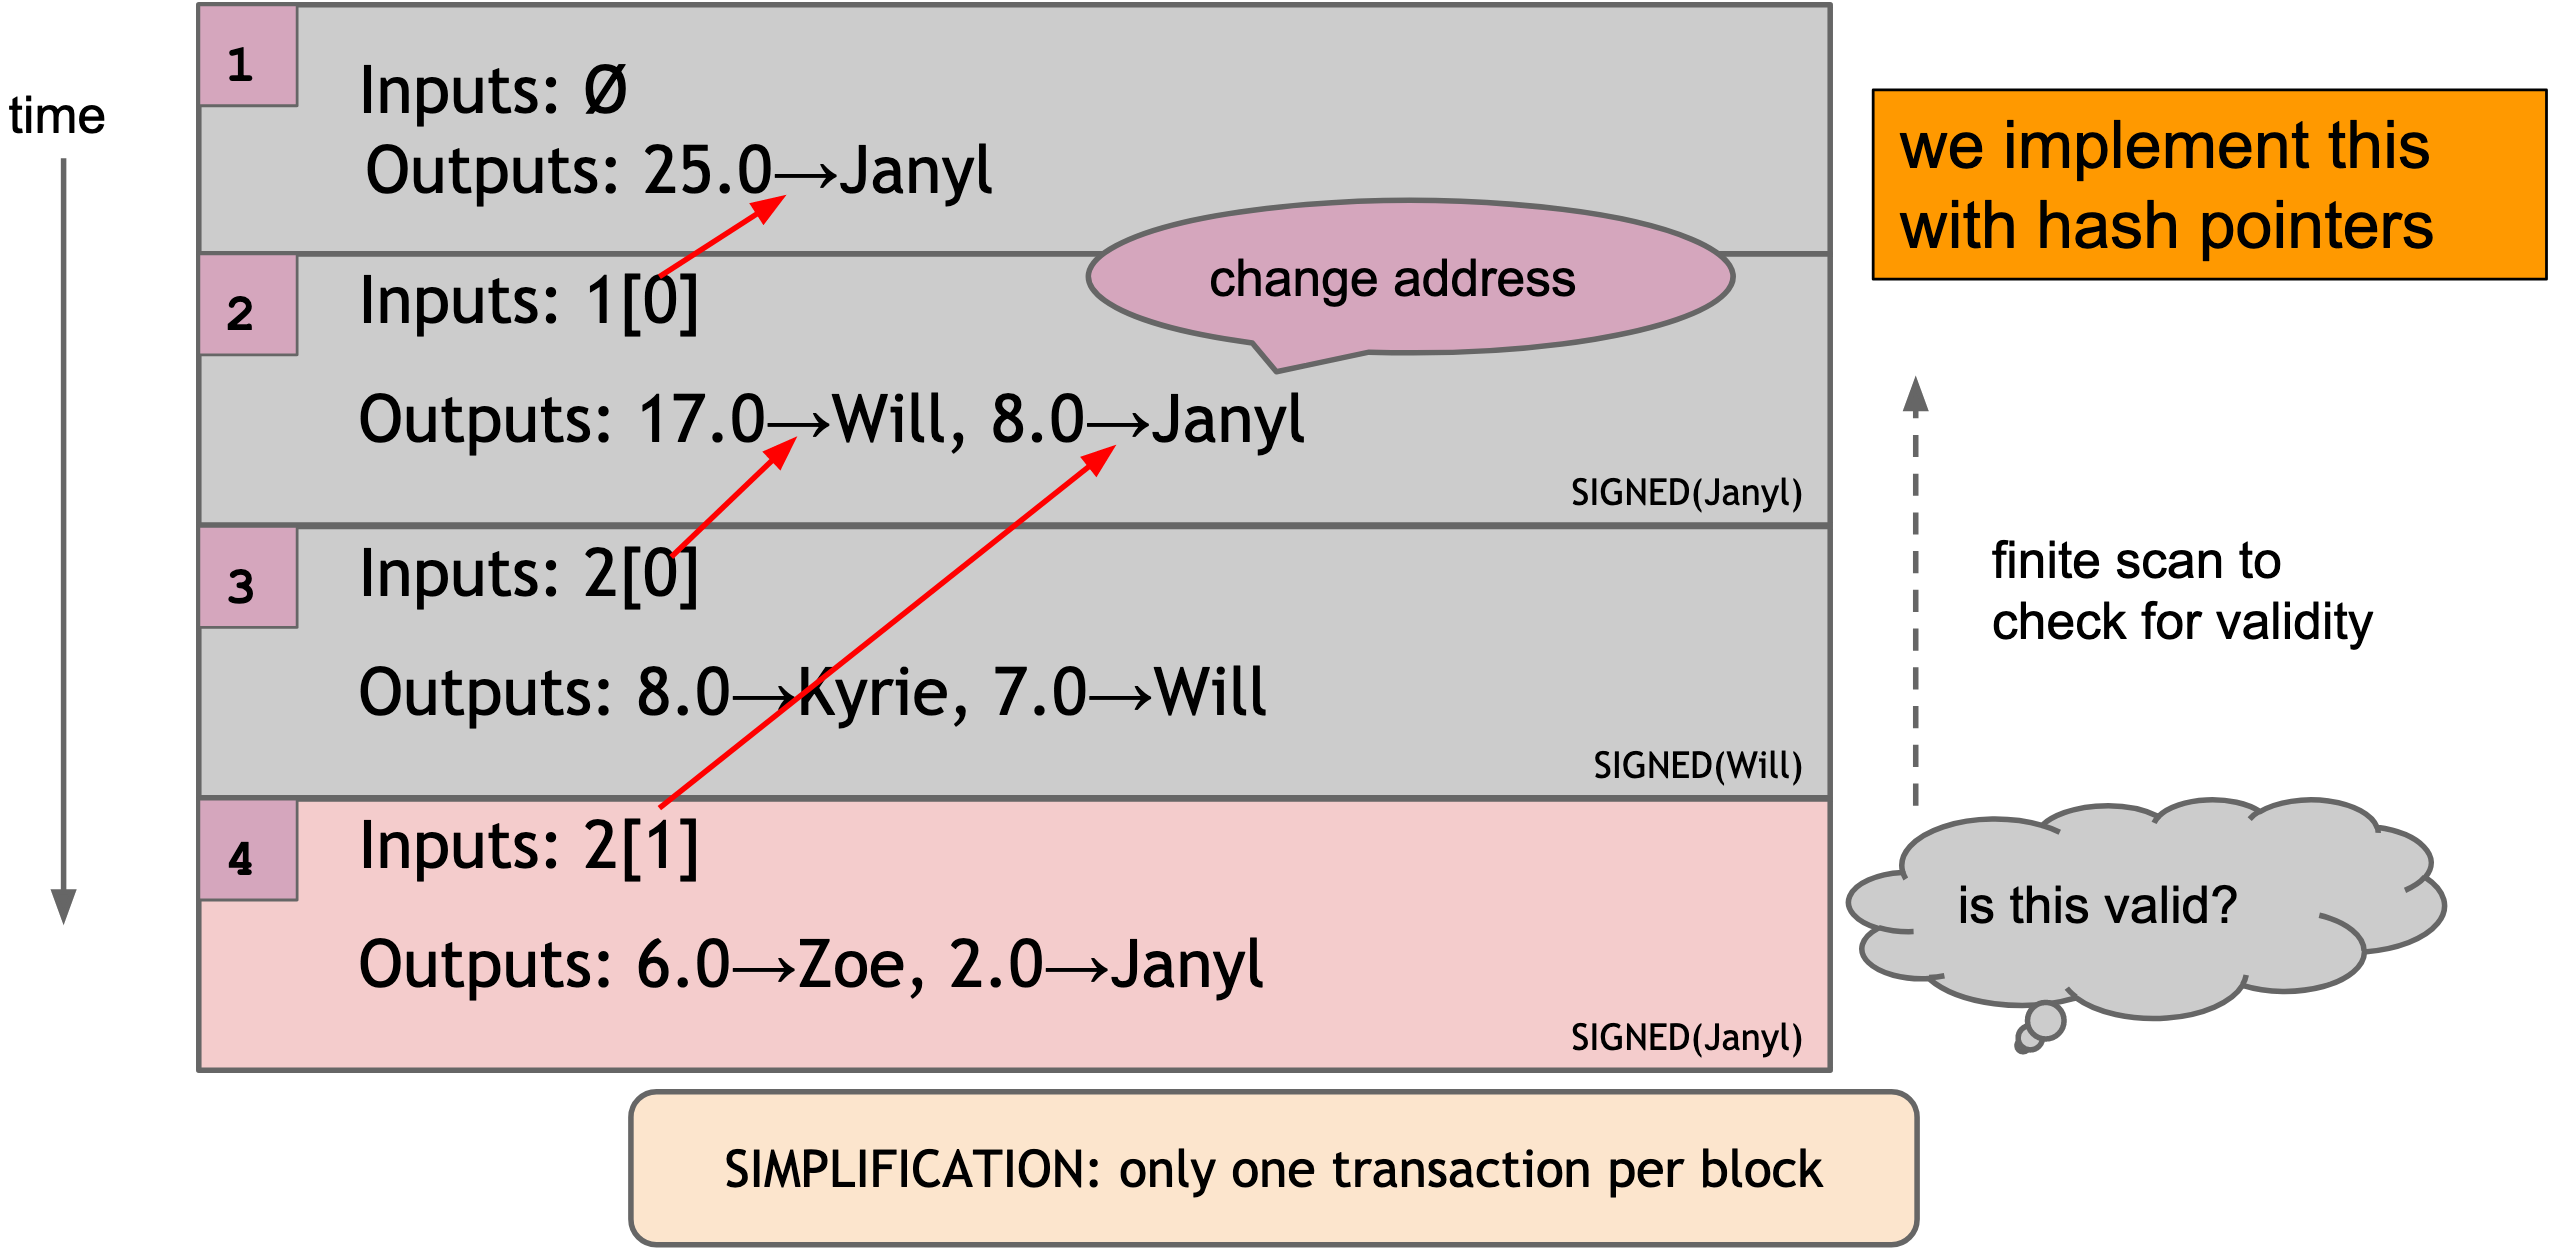 time
1
Inputs: Ø
Outputs: 25.0→Janyl
2
Inputs: 1[0]
change address
Outputs: 17.0→Will, 8.0→Janyl
SIGNED(Janyl)
3
Inputs: 2[0]
Outputs: 8.0→Kyrie, 7.0→Will
SIGNED(Will)
4
Inputs: 2[1]
Outputs: 6.0→Zoe, 2.0→Janyl
SIGNED(Janyl)
we implement this
with hash pointers
finite scan to
check for validity
is this valid?
SIMPLIFICATION: only one transaction per block